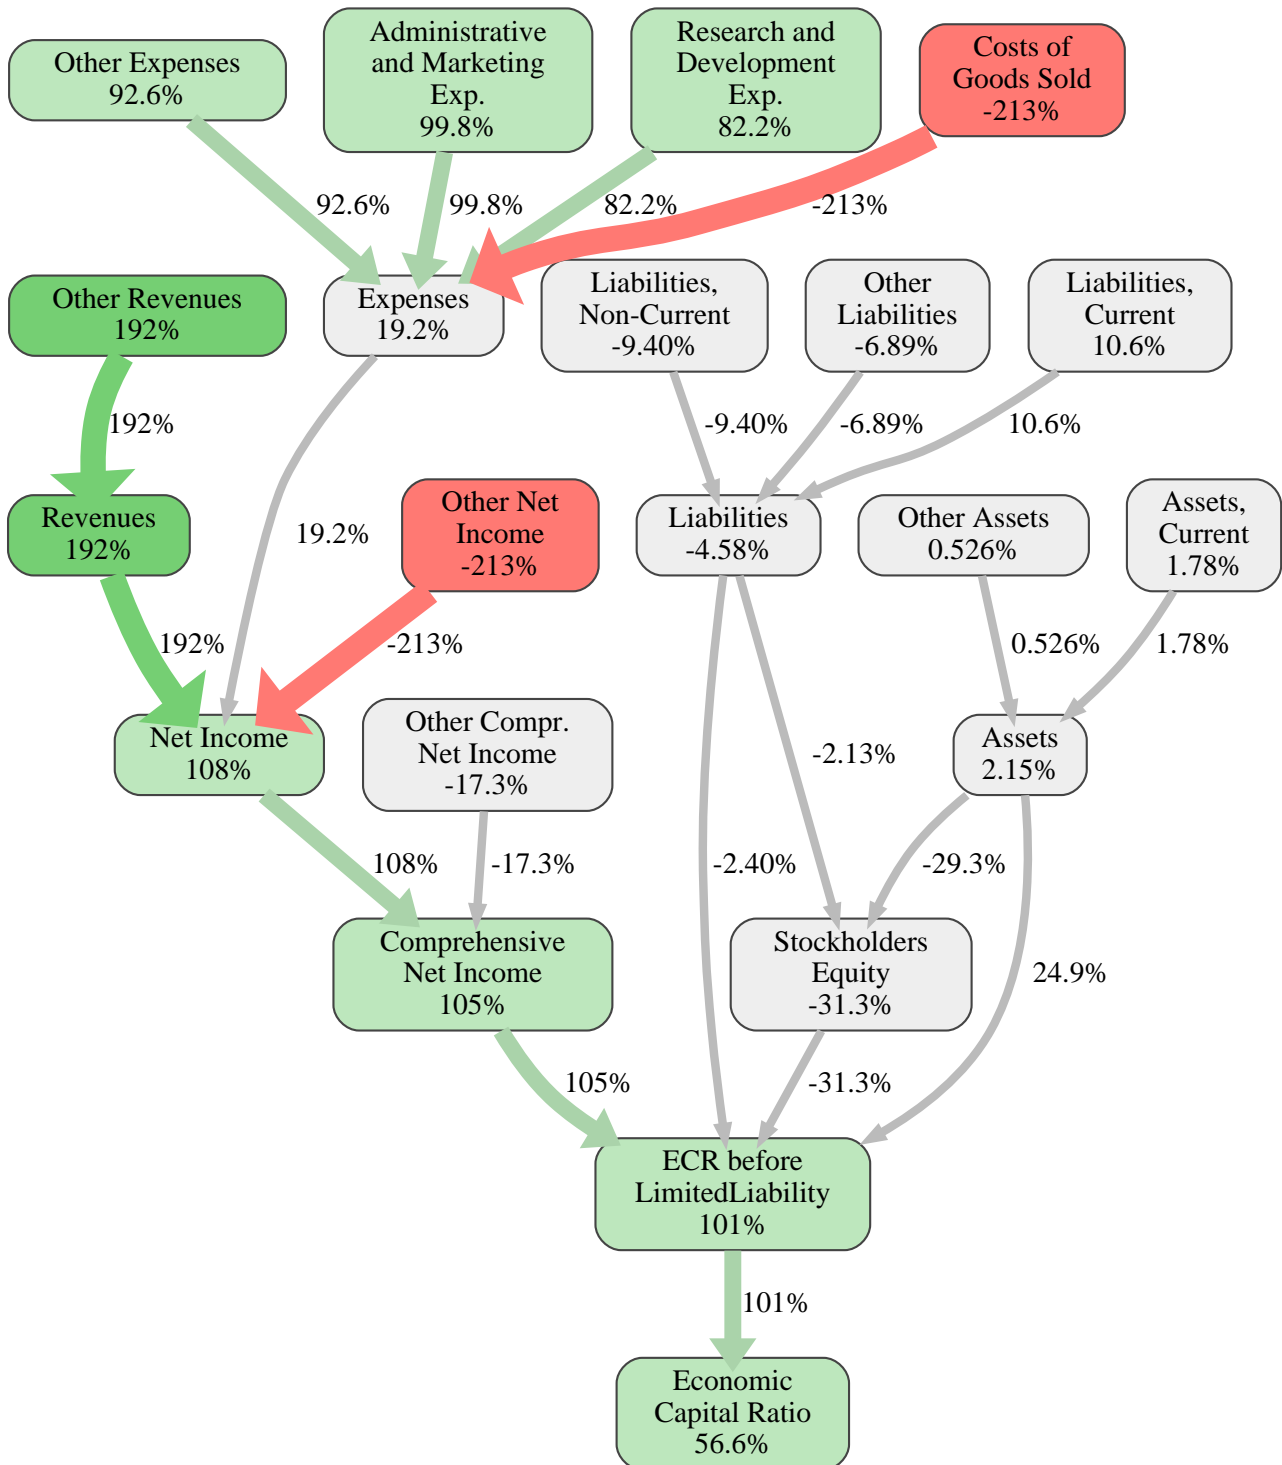 Other Expenses
92.6%
Administrative
and Marketing
Exp.
99.8%
Research and
Development
Exp.
82.2%
Costs of
Goods Sold
-213%
92.6%
99.8%
82.2%
-213%
Other Revenues
192%
Expenses
19.2%
Liabilities,
Non-Current
-9.40%
Other
Liabilities
-6.89%
Liabilities,
Current
10.6%
192%
-9.40%
-6.89%
10.6%
Revenues
192%
19.2%
Other Net
Income
-213%
Liabilities
-4.58%
Other Assets
0.526%
Assets,
Current
1.78%
192%
-213%
0.526%
1.78%
Net Income
108%
Other Compr.
Net Income
-17.3%
-2.13%
Assets
2.15%
108%
-17.3%
-2.40%
-29.3%
Comprehensive
Net Income
105%
Stockholders
Equity
-31.3%
24.9%
105%
-31.3%
ECR before
LimitedLiability
101%
101%
Economic
Capital Ratio
56.6%